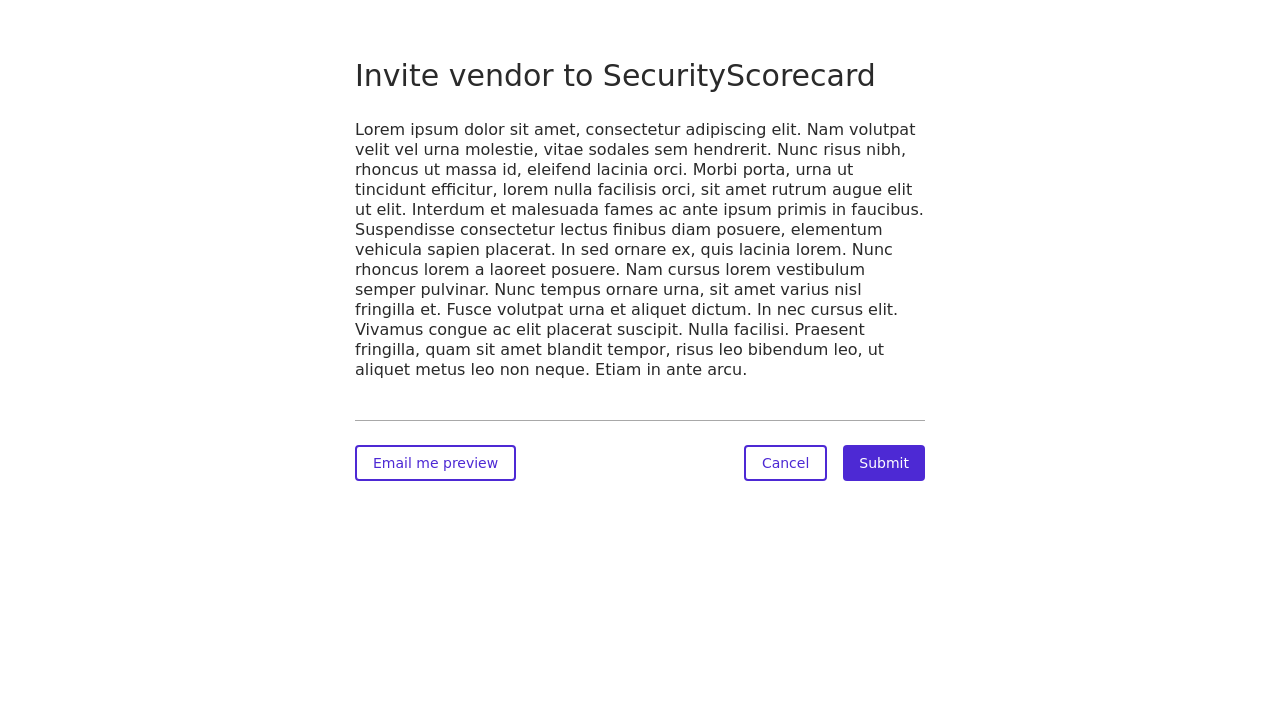 Invite vendor to SecurityScorecard
Lorem ipsum dolor sit amet, consectetur adipiscing elit. Nam volutpat
velit vel urna molestie, vitae sodales sem hendrerit. Nunc risus nibh,
rhoncus ut massa id, eleifend lacinia orci. Morbi porta, urna ut
tincidunt efficitur, lorem nulla facilisis orci, sit amet rutrum augue elit
ut elit. Interdum et malesuada fames ac ante ipsum primis in faucibus.
Suspendisse consectetur lectus finibus diam posuere, elementum
vehicula sapien placerat. In sed ornare ex, quis lacinia lorem. Nunc
rhoncus lorem a laoreet posuere. Nam cursus lorem vestibulum
semper pulvinar. Nunc tempus ornare urna, sit amet varius nisl
fringilla et. Fusce volutpat urna et aliquet dictum. In nec cursus elit.
Vivamus congue ac elit placerat suscipit. Nulla facilisi. Praesent
fringilla, quam sit amet blandit tempor, risus leo bibendum leo, ut
aliquet metus leo non neque. Etiam in ante arcu.
Email me preview
Cancel
Submit